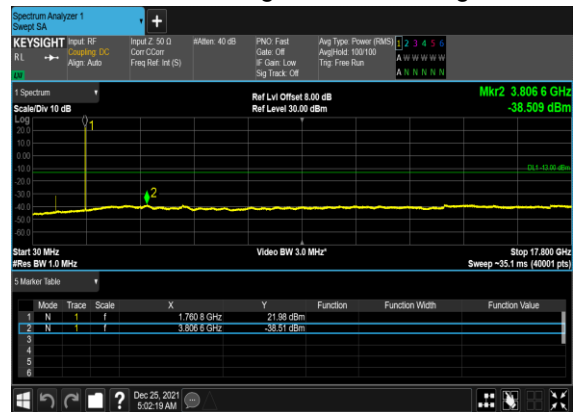 Spectrum Analyzer 1
Swept SA
+
KEYSIGHT Input: RF Input Z: 50 Ω #Atten: 40 dB PNO: Fast Avg Type: Power (RMS) 1 2 3 4 5 6
RL Coupling: DC Corr CCorr Gate: Off Avg|Hold: 100/100 A W W W W W
Align: Auto Freq Ref: Int (S) IF Gain: Low Trig: Free Run
LW Sig Track: Off A N N N N N
1 Spectrum Ref Lvl Offset 8.00 dB Mkr2 3.806 6 GHz
Scale/Div 10 dB Ref Level 30.00 dBm -38.509 dBm
Log
20.0
10.0
0.00
-10.0
-20.0
-30.0
-40.0
-50.0
-60.0
1
2
DL1 -13.00 dBm
Start 30 MHz Video BW 3.0 MHz* Stop 17.800 GHz
#Res BW 1.0 MHz Sweep ~35.1 ms (40001 pts)
5 Marker Table
Mode Trace Scale X Y Function Function Width Function Value
1 N 1 f 1.760 8 GHz 21.98 dBm
2 N 1 f 3.806 6 GHz -38.51 dBm
3
4
5
6
? Dec 25, 2021
5:02:19 AM